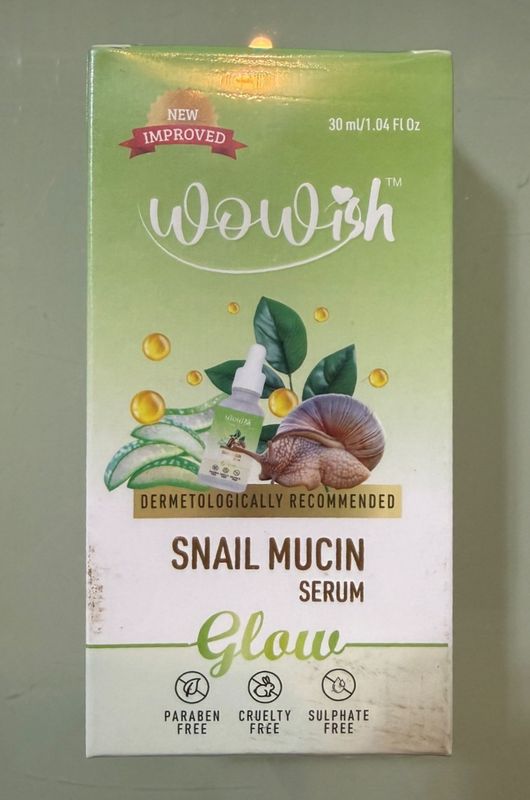 NEW
IMPROVED
30 ml/1.04 Fl Oz
wowish™
wowish
DERMETOLOGICALLY RECOMMENDED
SNAIL MUCIN
SERUM
Glow
PARABEN FREE
CRUELTY FREE
SULPHATE FREE